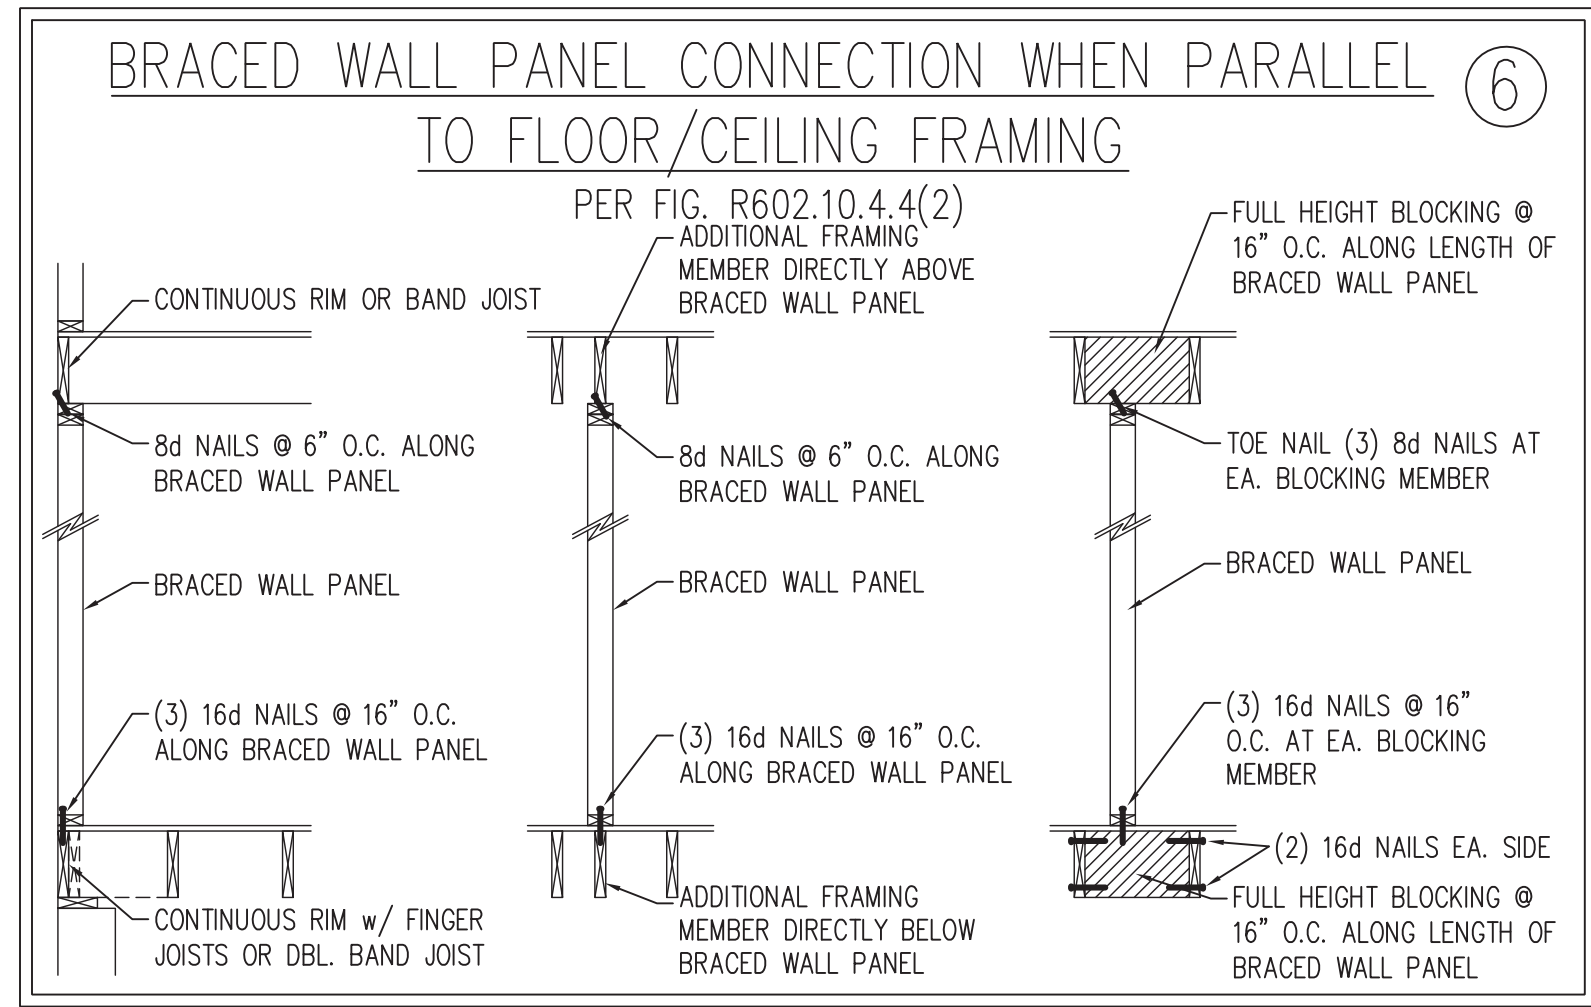 BRACED WALL PANEL CONNECTION WHEN PARALLEL
TO FLOOR/CEILING FRAMING
6
PER FIG. R602.10.4.4(2)
CONTINUOUS RIM OR BAND JOIST
8d NAILS @ 6” O.C. ALONG
BRACED WALL PANEL
BRACED WALL PANEL
(3) 16d NAILS @ 16” O.C.
ALONG BRACED WALL PANEL
CONTINUOUS RIM w/ FINGER
JOISTS OR DBL. BAND JOIST
ADDITIONAL FRAMING
MEMBER DIRECTLY ABOVE
BRACED WALL PANEL
8d NAILS @ 6” O.C. ALONG
BRACED WALL PANEL
BRACED WALL PANEL
(3) 16d NAILS @ 16” O.C.
ALONG BRACED WALL PANEL
ADDITIONAL FRAMING
MEMBER DIRECTLY BELOW
BRACED WALL PANEL
FULL HEIGHT BLOCKING @
16” O.C. ALONG LENGTH OF
BRACED WALL PANEL
TOE NAIL (3) 8d NAILS AT
EA. BLOCKING MEMBER
BRACED WALL PANEL
(3) 16d NAILS @ 16”
O.C. AT EA. BLOCKING
MEMBER
(2) 16d NAILS EA. SIDE
FULL HEIGHT BLOCKING @
16” O.C. ALONG LENGTH OF
BRACED WALL PANEL